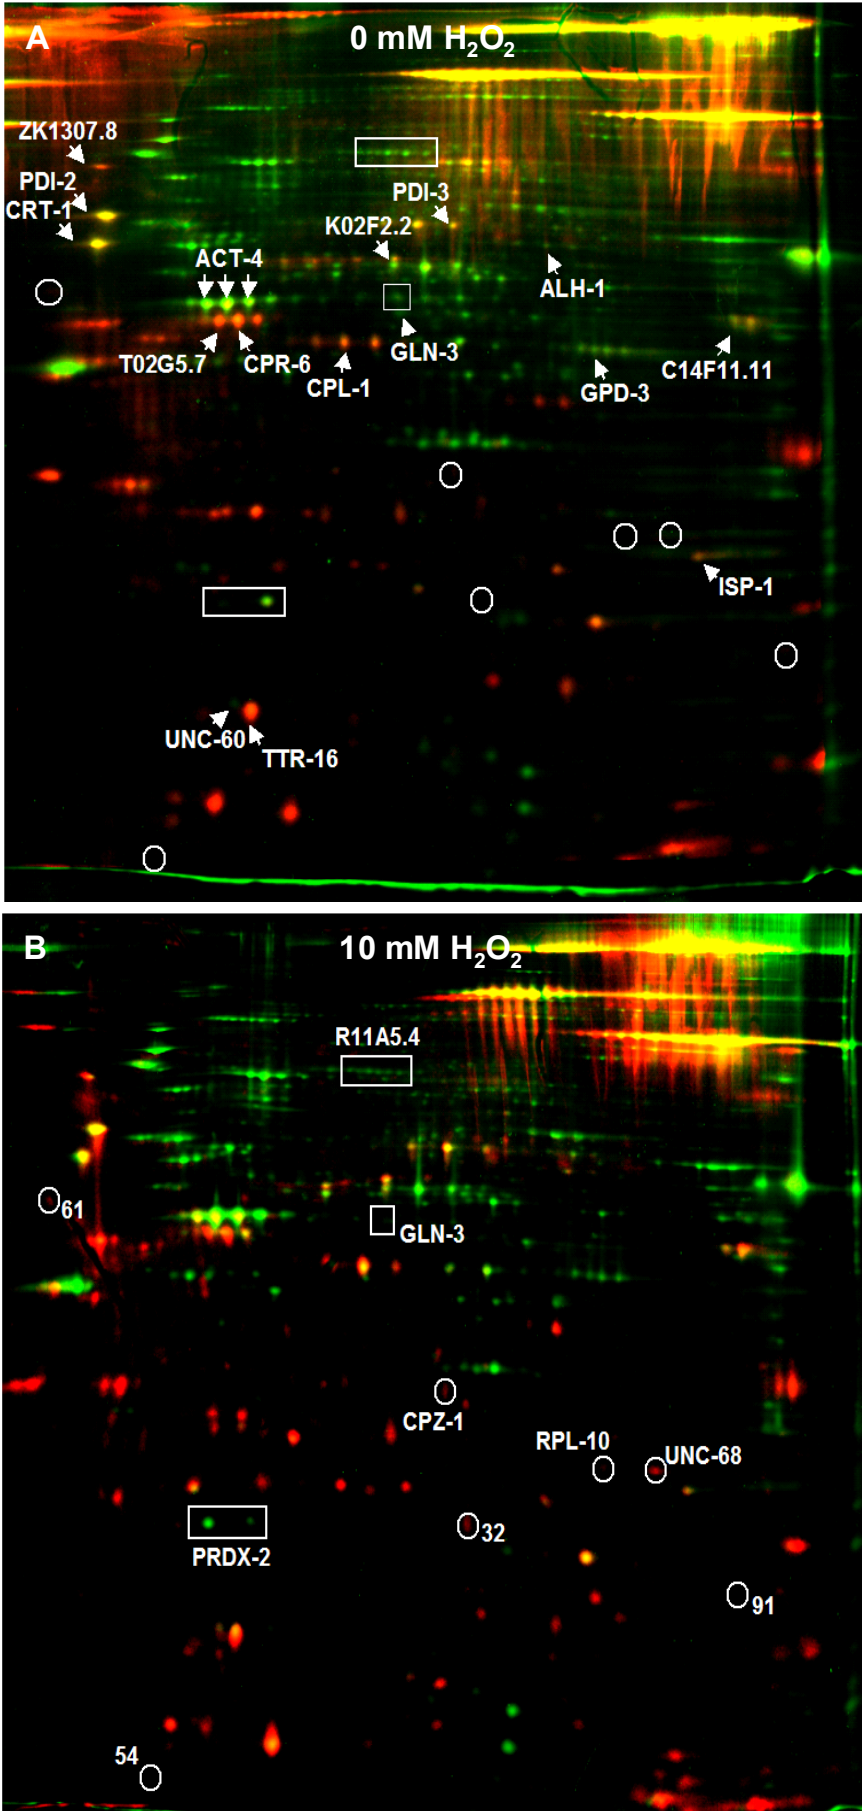 A
0 mM H₂O₂
ZK1307.8
PDI-2
CRT-1
PDI-3
K02F2.2
ACT-4
ALH-1
T02G5.7
CPR-6
CPL-1
GLN-3
GPD-3
C14F11.11
ISP-1
UNC-60
TTR-16
B
10 mM H₂O₂
R11A5.4
61
GLN-3
CPZ-1
RPL-10
UNC-68
32
PRDX-2
91
54